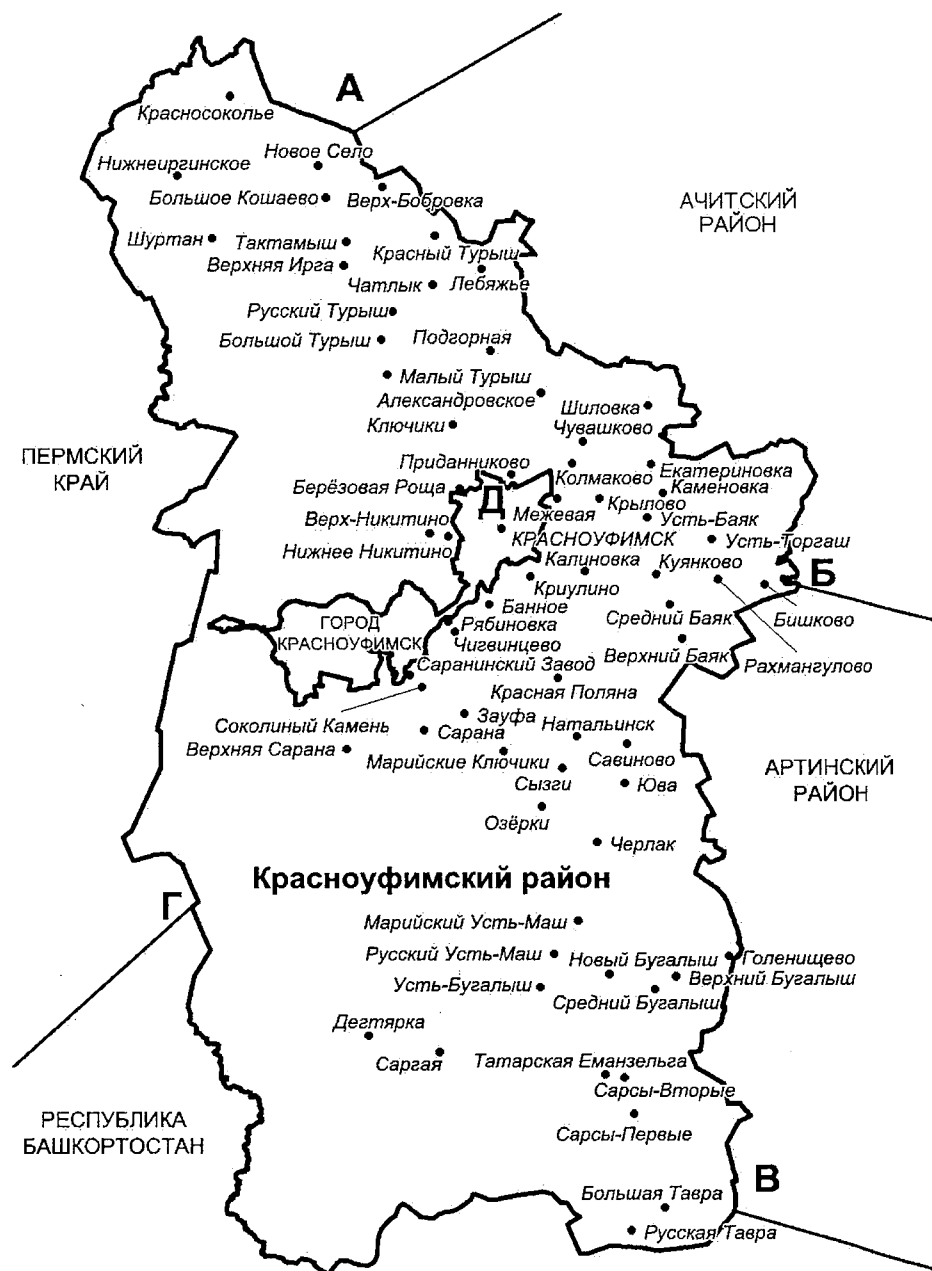 А
Красносоколье
Новое Село
Нижнеиргинское
Большое Кошаево
Верх-Бобровка
АЧИТСКИЙ
РАЙОН
Шуртан
Тактамыш
Красный Турыш
Верхняя Ирга
Чатлык
Лебяжье
Русский Турыш
Большой Турыш
Подгорная
Малый Турыш
Александровское
Шиловка
Ключики
Чувашково
ПЕРМСКИЙ
КРАЙ
Приданниково
Колмаково
Екатериновка
Берёзовая Роща
Каменовка
Д
Крылово
Межевая
Верх-Никитино
Усть-Баяк
КРАСНОУФИМСК
Усть-Торгаш
Нижнее Никитино
Калиновка
Куянково
Б
Криулино
Банное
Бишково
ГОРОД
КРАСНОУФИМСК
Рябиновка
Средний Баяк
Чигвинцево
Верхний Баяк
Рахмангулово
Саранинский Завод
Красная Поляна
Соколиный Камень
Зауфа
Натальинск
Сарана
Верхняя Сарана
Марийские Ключики
Савиново
АРТИНСКИЙ
РАЙОН
Сызги
Юва
Озёрки
Черлак
Красноуфимский район
Г
Марийский Усть-Маш
Русский Усть-Маш
Новый Бугалыш
Голенищево
Верхний Бугалыш
Усть-Бугалыш
Средний Бугалыш
Дегтярка
Саргая
Татарская Еманзельга
Сарсы-Вторые
РЕСПУБЛИКА
БАШКОРТОСТАН
Сарсы-Первые
В
Большая Тавра
Русская Тавра